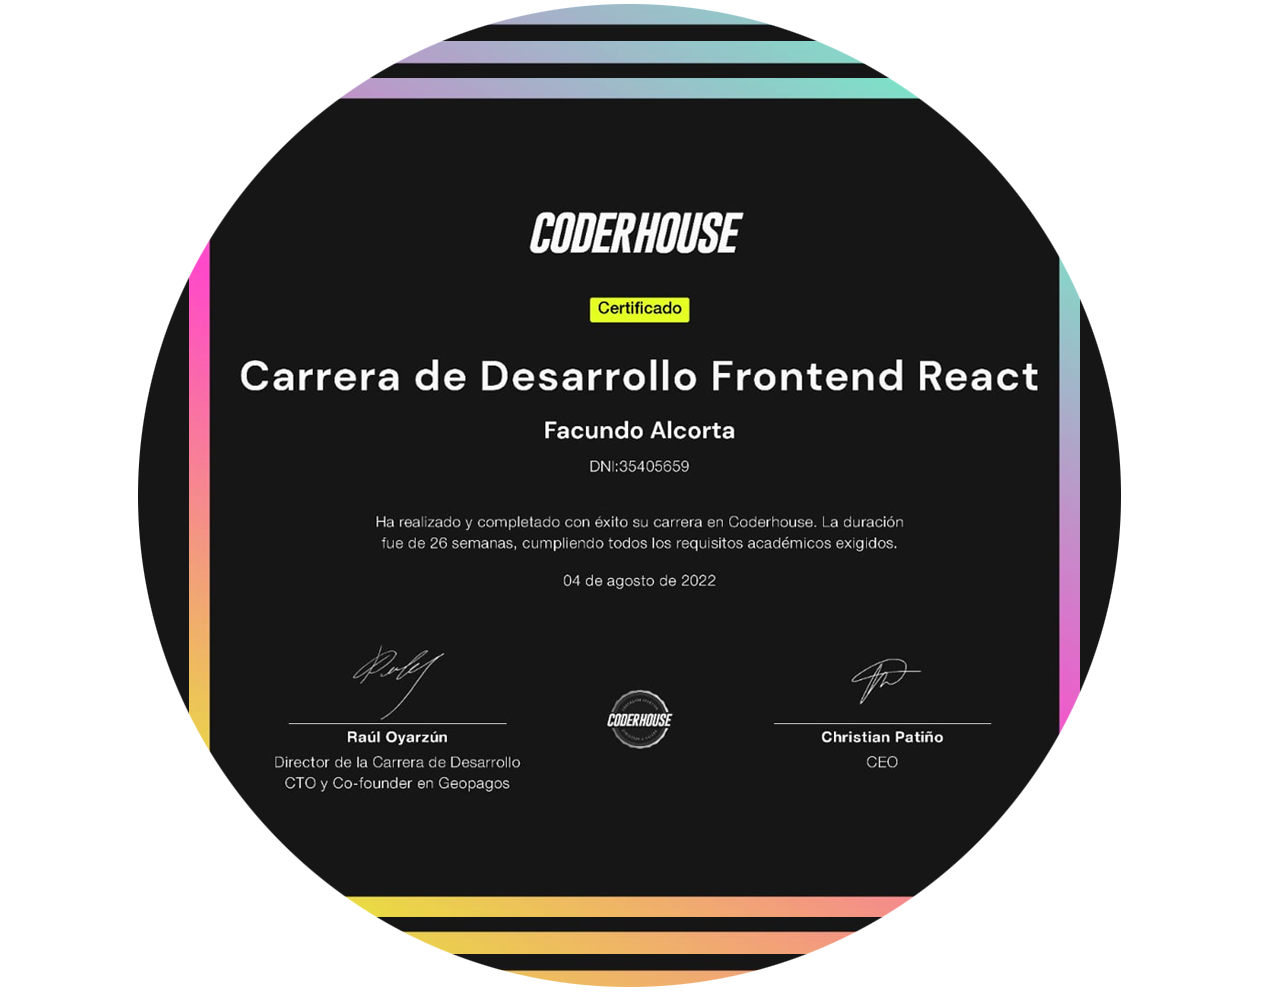 CODERHOUSE
Certificado
Carrera de Desarrollo Frontend React
Facundo Alcorta
DNI:35405659
Ha realizado y completado con éxito su carrera en Coderhouse. La duración
fue de 26 semanas, cumpliendo todos los requisitos académicos exigidos.
04 de agosto de 2022
CODERHOUSE
Raúl Oyarzún
Director de la Carrera de Desarrollo
CTO y Co-founder en Geopagos
Christian Patiño
CEO